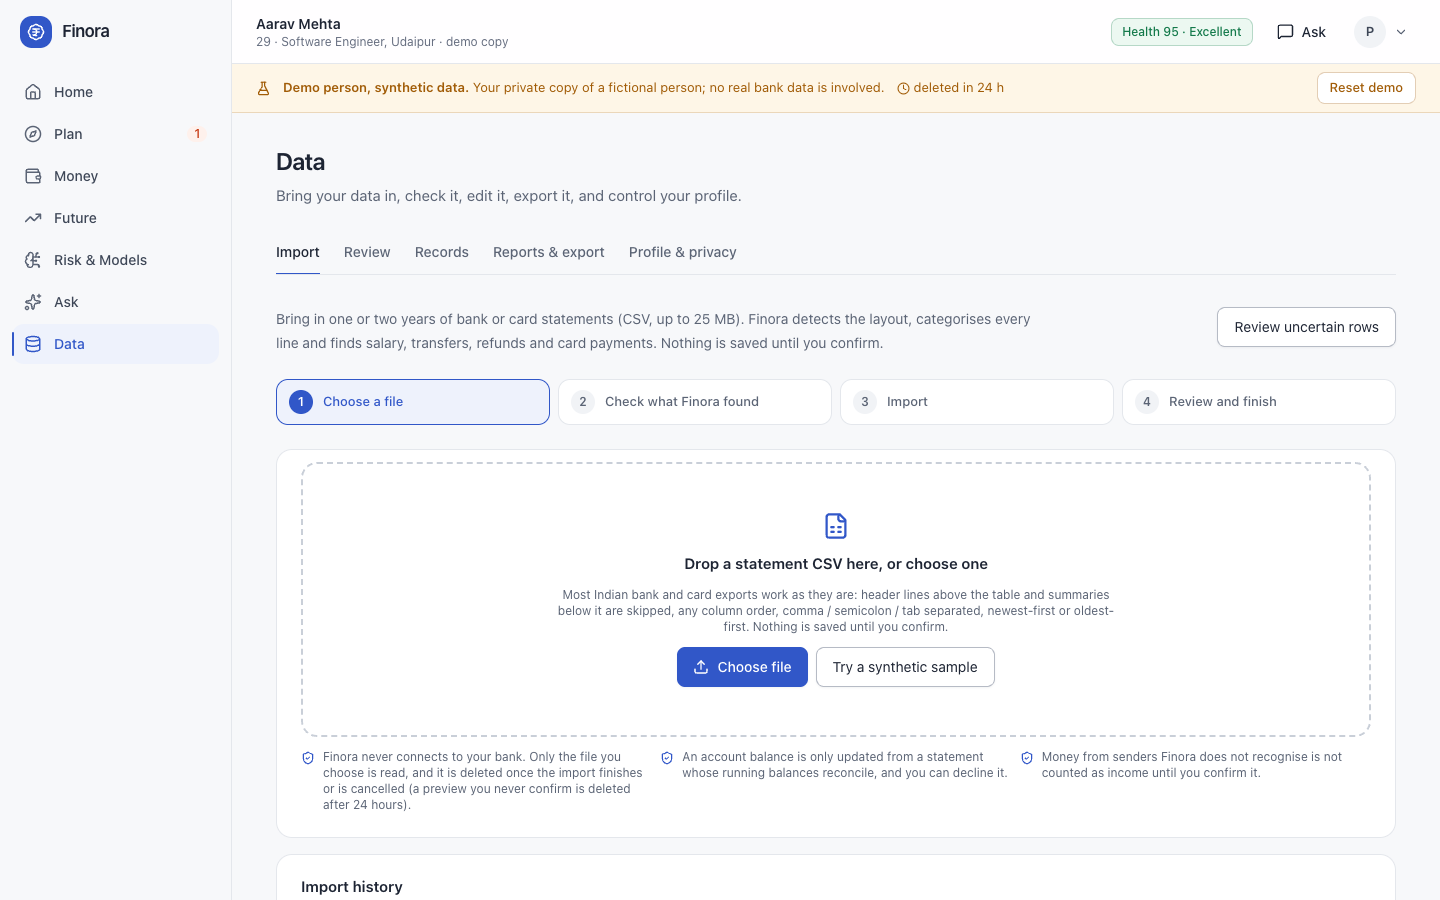 Finora
Aarav Mehta
29 · Software Engineer, Udaipur · demo copy
Health 95 · Excellent
Ask
P
Demo person, synthetic data. Your private copy of a fictional person; no real bank data is involved. deleted in 24 h
Reset demo
Home
Plan 1
Money
Future
Risk & Models
Ask
Data
Data
Bring your data in, check it, edit it, export it, and control your profile.
Import Review Records Reports & export Profile & privacy
Bring in one or two years of bank or card statements (CSV, up to 25 MB). Finora detects the layout, categorises every
line and finds salary, transfers, refunds and card payments. Nothing is saved until you confirm.
Review uncertain rows
1 Choose a file
2 Check what Finora found
3 Import
4 Review and finish
Drop a statement CSV here, or choose one
Most Indian bank and card exports work as they are: header lines above the table and summaries
below it are skipped, any column order, comma / semicolon / tab separated, newest-first or oldest-
first. Nothing is saved until you confirm.
Choose file
Try a synthetic sample
Finora never connects to your bank. Only the file you
choose is read, and it is deleted once the import finishes
or is cancelled (a preview you never confirm is deleted
after 24 hours).
An account balance is only updated from a statement
whose running balances reconcile, and you can decline it.
Money from senders Finora does not recognise is not
counted as income until you confirm it.
Import history